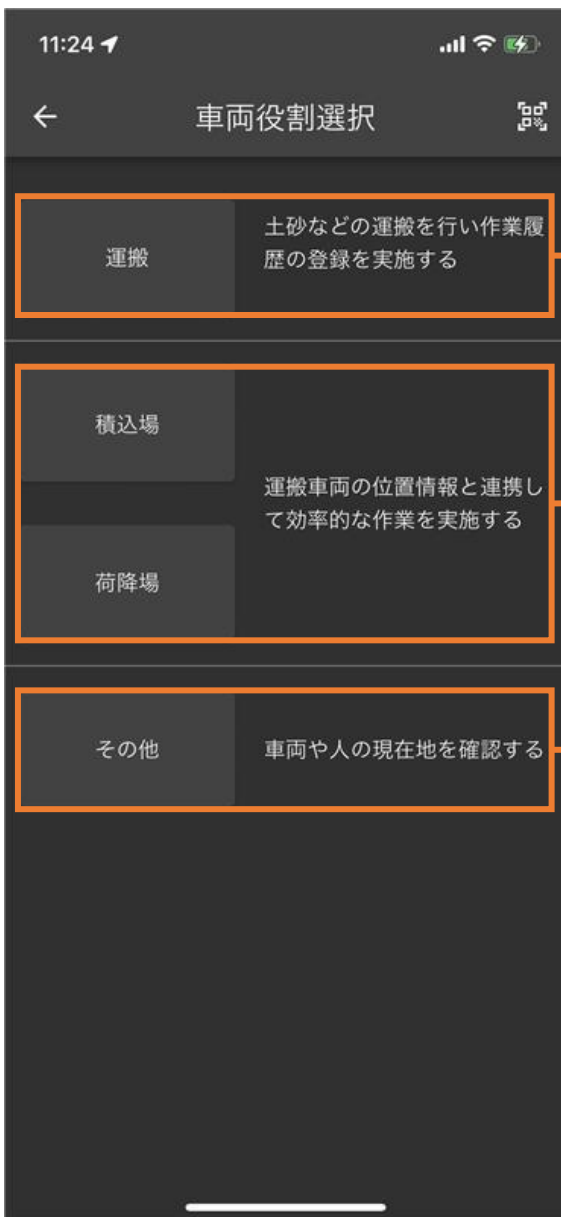 11:24
車両役割選択
運搬
土砂などの運搬を行い作業履
歴の登録を実施する
積込場
運搬車両の位置情報と連携し
て効率的な作業を実施する
荷降場
その他
車両や人の現在地を確認する